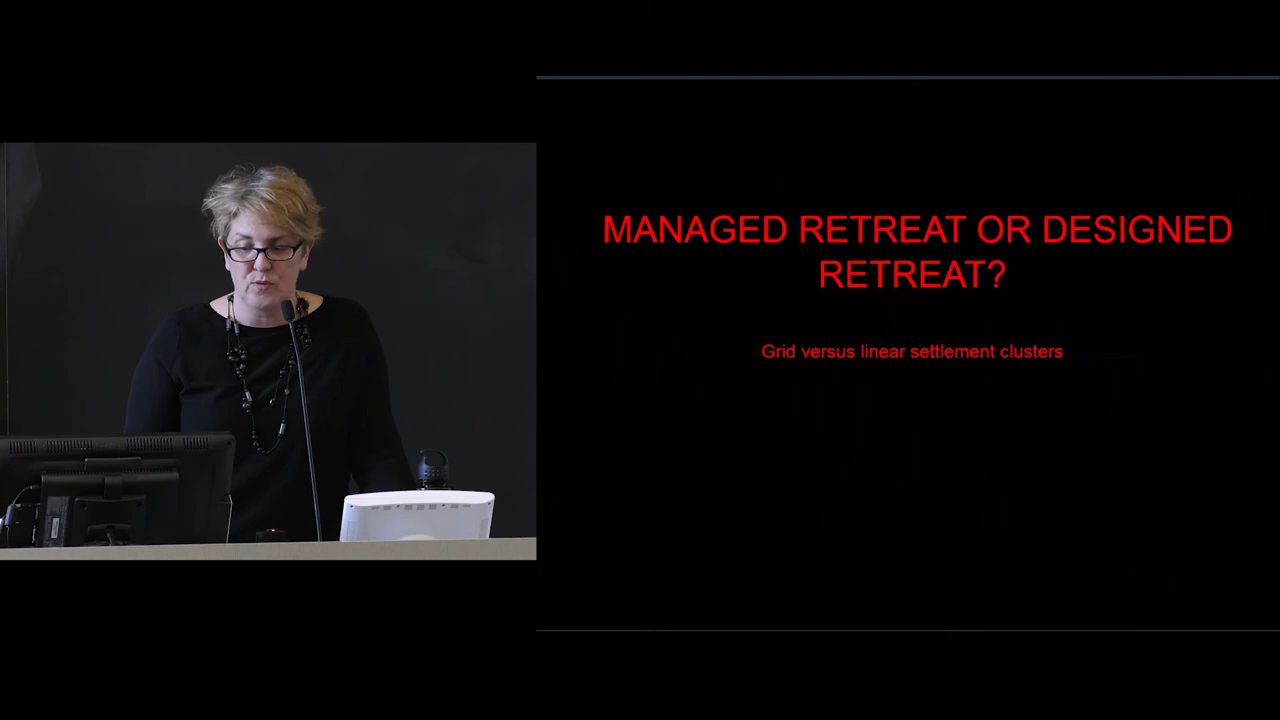 MANAGED RETREAT OR DESIGNED
RETREAT?
Grid versus linear settlement clusters